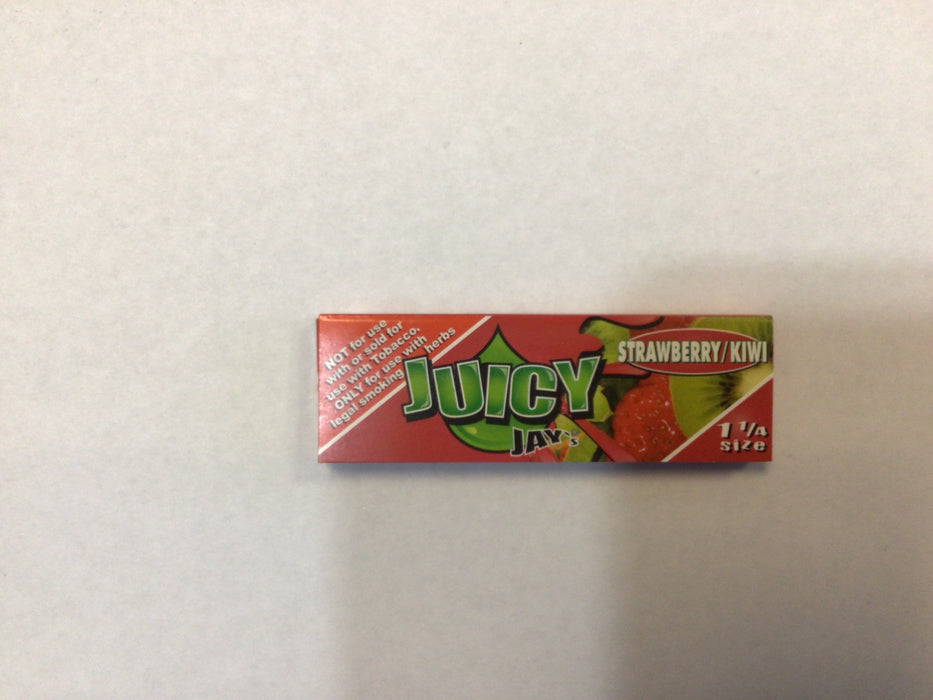 NOT for use
with or sold for
use with Tobacco.
ONLY for use with
legal smoking herbs
JUICY
JAY's
STRAWBERRY/KIWI
1 1/4
size